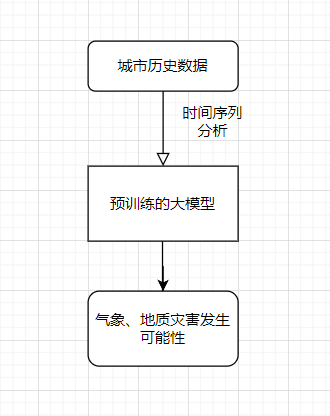 城市历史数据
时间序列
分析
预训练的大模型
气象、地质灾害发生
可能性